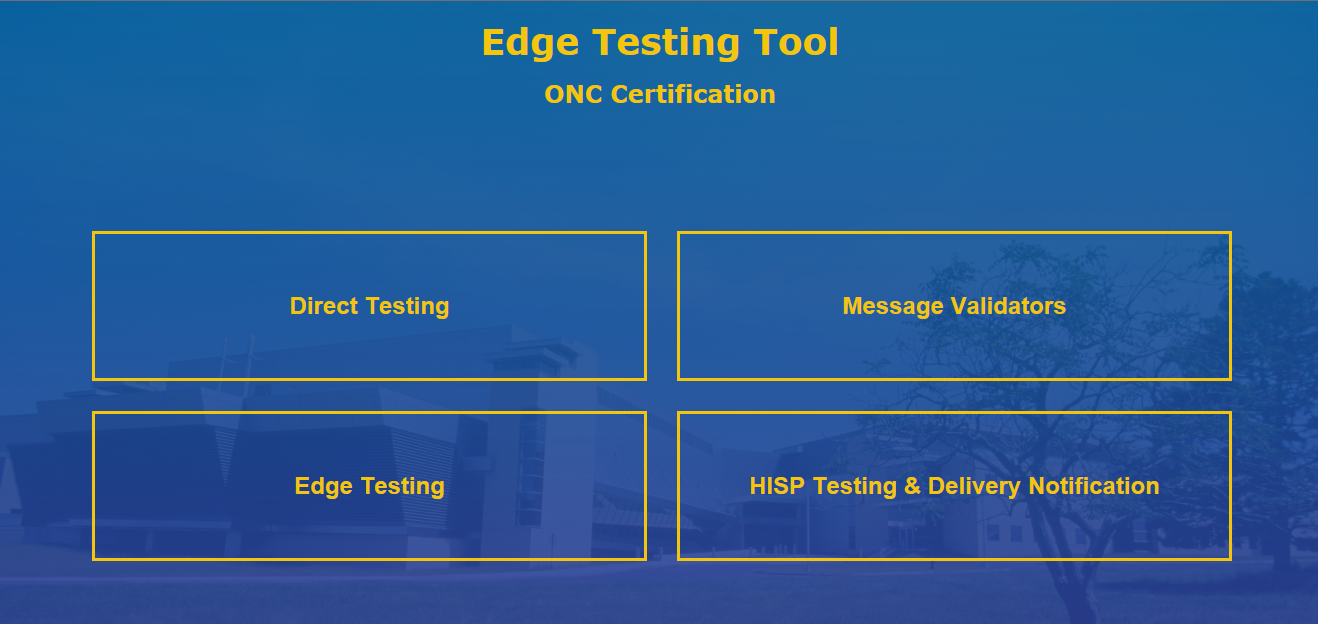 Edge Testing Tool
ONC Certification
Direct Testing
Message Validators
Edge Testing
HISP Testing & Delivery Notification